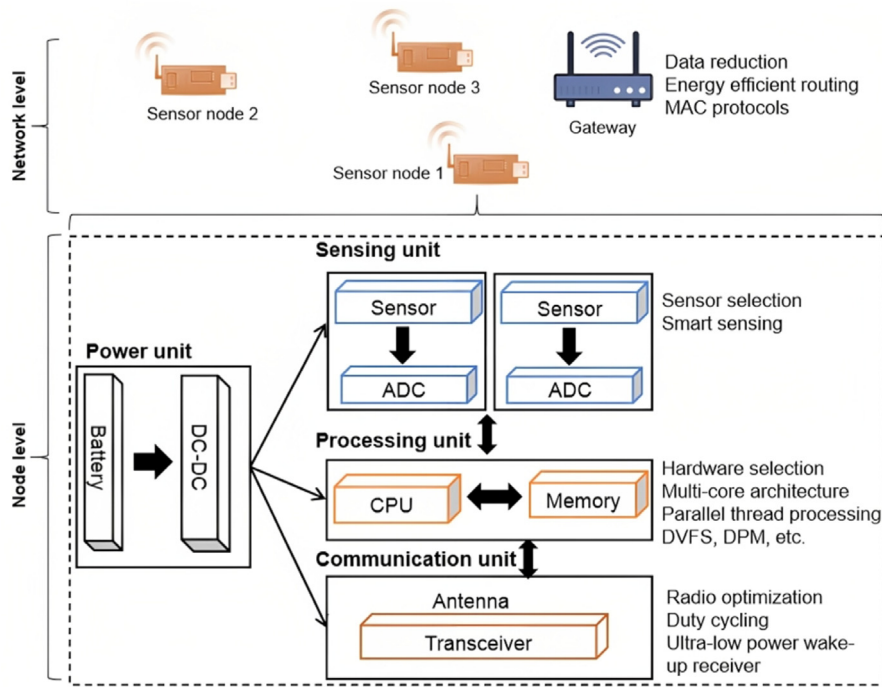 Network level
Sensor node 2
Sensor node 3
Gateway
Data reduction
Energy efficient routing
MAC protocols
Sensor node 1
Node level
Power unit
Battery
DC-DC
Sensing unit
Sensor
ADC
Sensor
ADC
Sensor selection
Smart sensing
Processing unit
CPU
Memory
Hardware selection
Multi-core architecture
Parallel thread processing
DVFS, DPM, etc.
Communication unit
Antenna
Transceiver
Radio optimization
Duty cycling
Ultra-low power wake-
up receiver